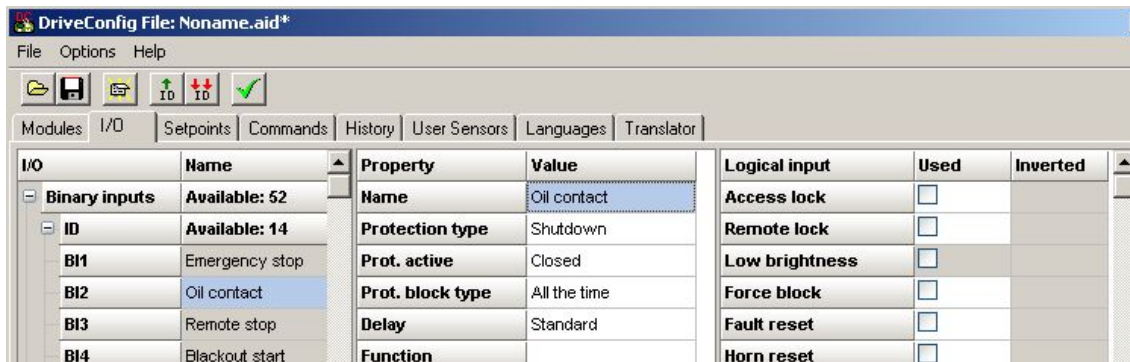 DriveConfig File: Noname.aid*
File Options Help
ID ID
Modules I/O Setpoints Commands History User Sensors Languages Translator
I/O Name Property Value Logical input Used Inverted
Binary inputs Available: 52 Name Oil contact Access lock
ID Available: 14 Protection type Shutdown Remote lock
BI1 Emergency stop Prot. active Closed Low brightness
BI2 Oil contact Prot. block type All the time Force block
BI3 Remote stop Delay Standard Fault reset
BI4 Blackout start Function Horn reset